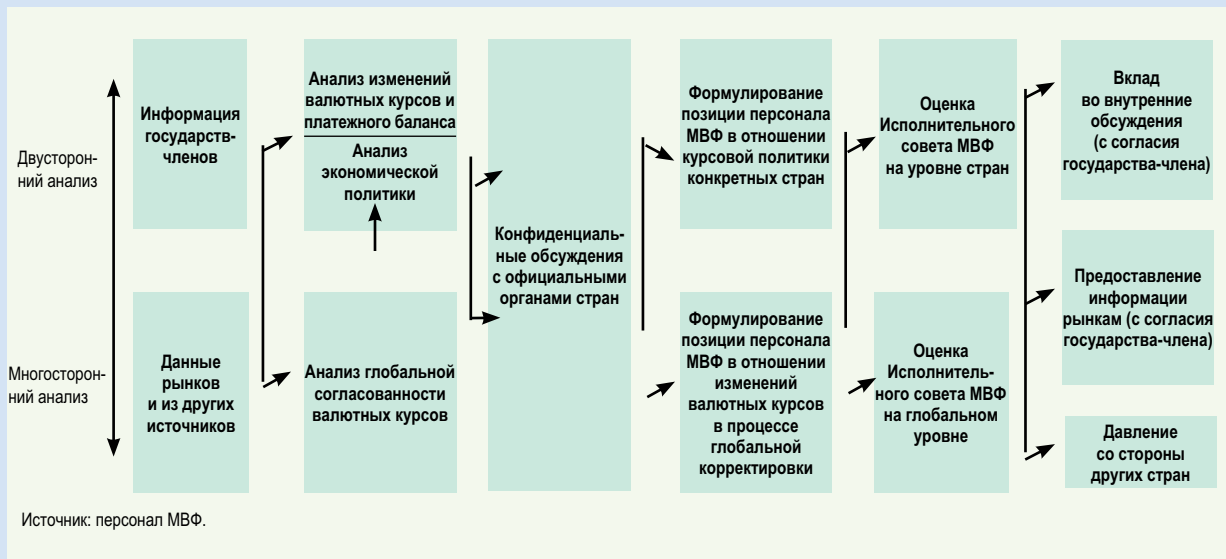 Двусторон-
ний анализ
Многосторон-
ний анализ
Информация
государств-
членов
Данные
рынков
и из других
источников
Анализ изменений
валютных курсов и
платежного баланса
Анализ
экономической
политики
Анализ глобальной
согласованности
валютных курсов
Конфиденциаль-
ные обсуждения
с официальными
органами стран
Формулирование
позиции персонала
МВФ в отношении
курсовой политики
конкретных стран
Формулирование
позиции персонала
МВФ в отношении
изменений
валютных курсов
в процессе
глобальной
корректировки
Оценка
Исполнительного
совета МВФ
на уровне стран
Оценка
Исполнитель-
ного совета МВФ
на глобальном
уровне
Вклад
во внутренние
обсуждения
(с согласия
государства-члена)
Предоставление
информации
рынкам (с согласия
государства-члена)
Давление
со стороны
других стран
Источник: персонал МВФ.